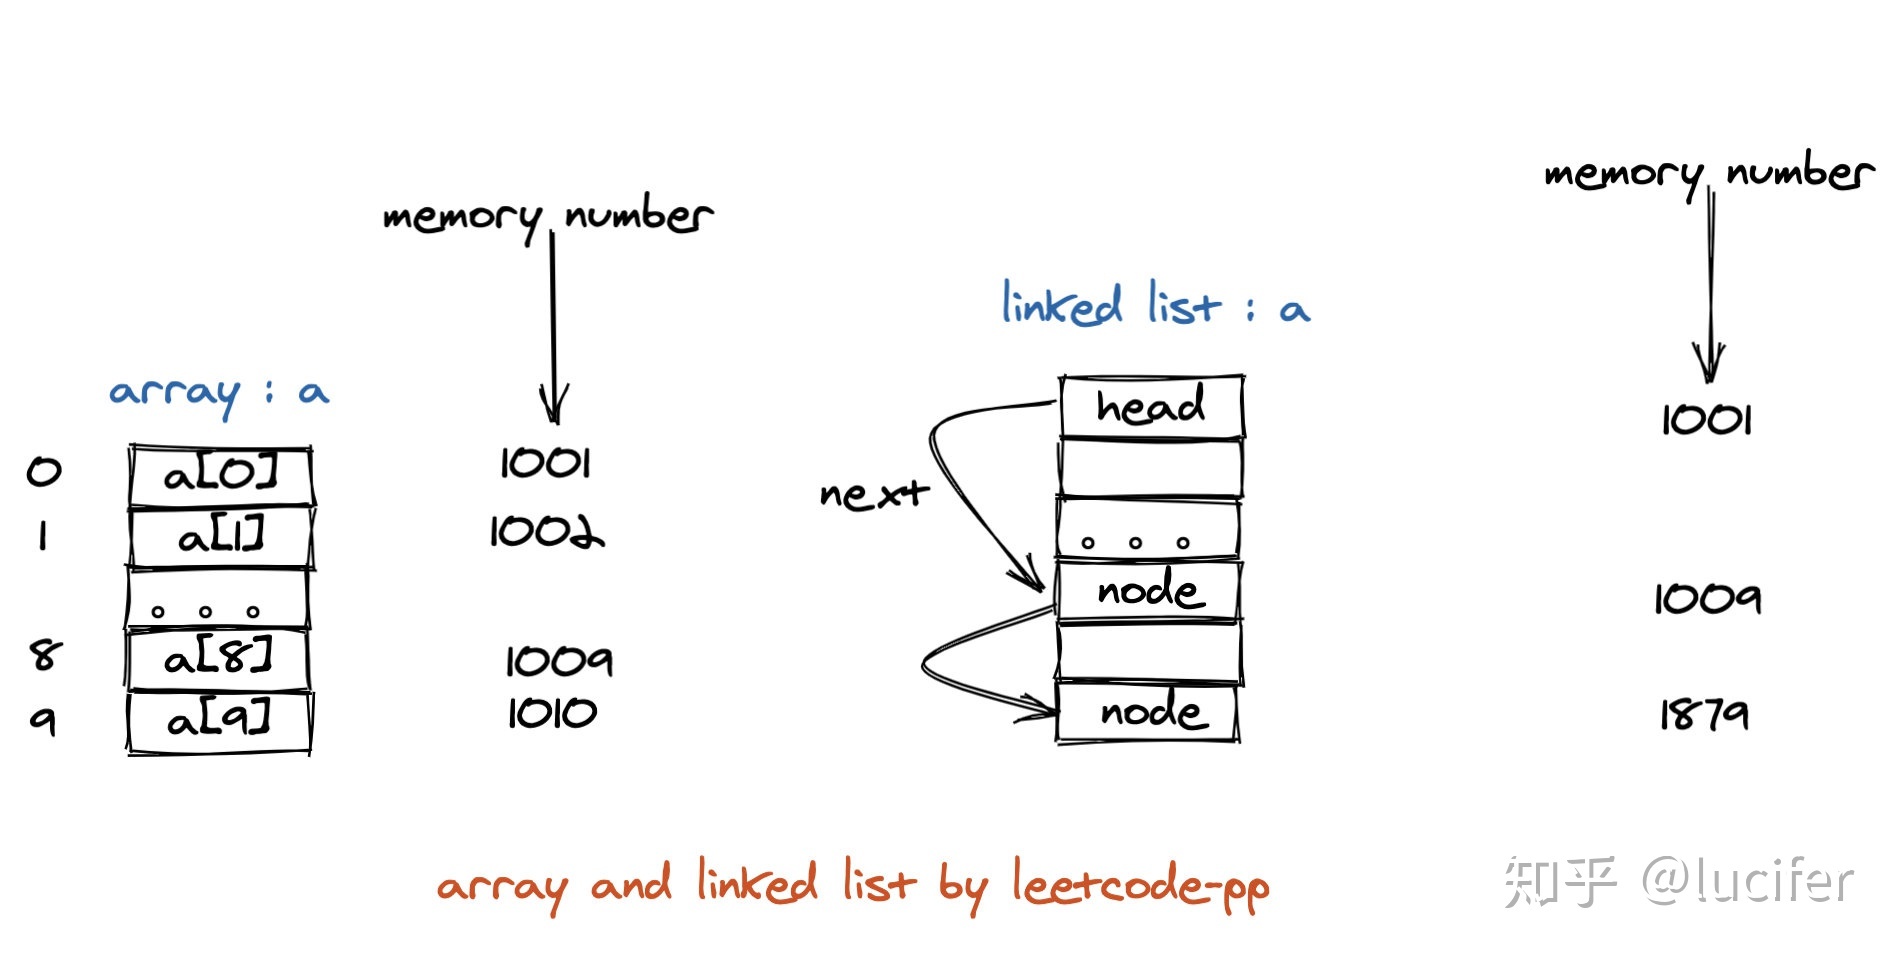 memory number
memory number
linked list : a
array : a
head
1001
0 a[0] 1001
next
1 a[1] 1002
node
1009
8 a[8] 1009
9 a[9] 1010
node
1879
array and linked list by leetcode-pp
知乎 @lucifer